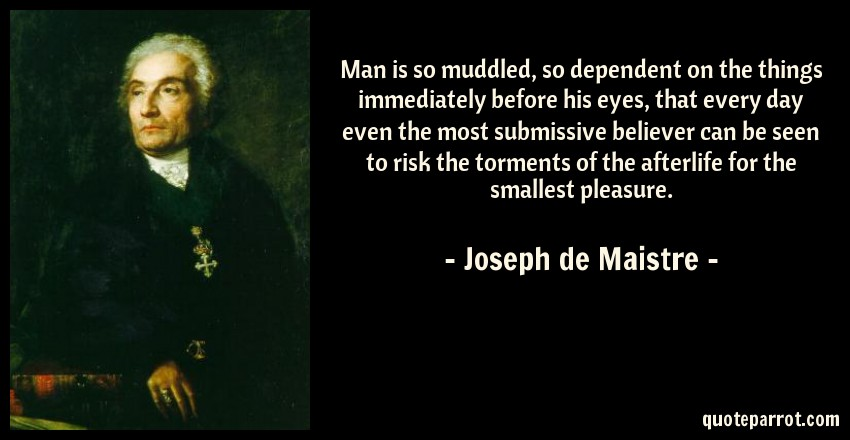 Man is so muddled, so dependent on the things
immediately before his eyes, that every day
even the most submissive believer can be seen
to risk the torments of the afterlife for the
smallest pleasure.
- Joseph de Maistre -
quoteparrot.com